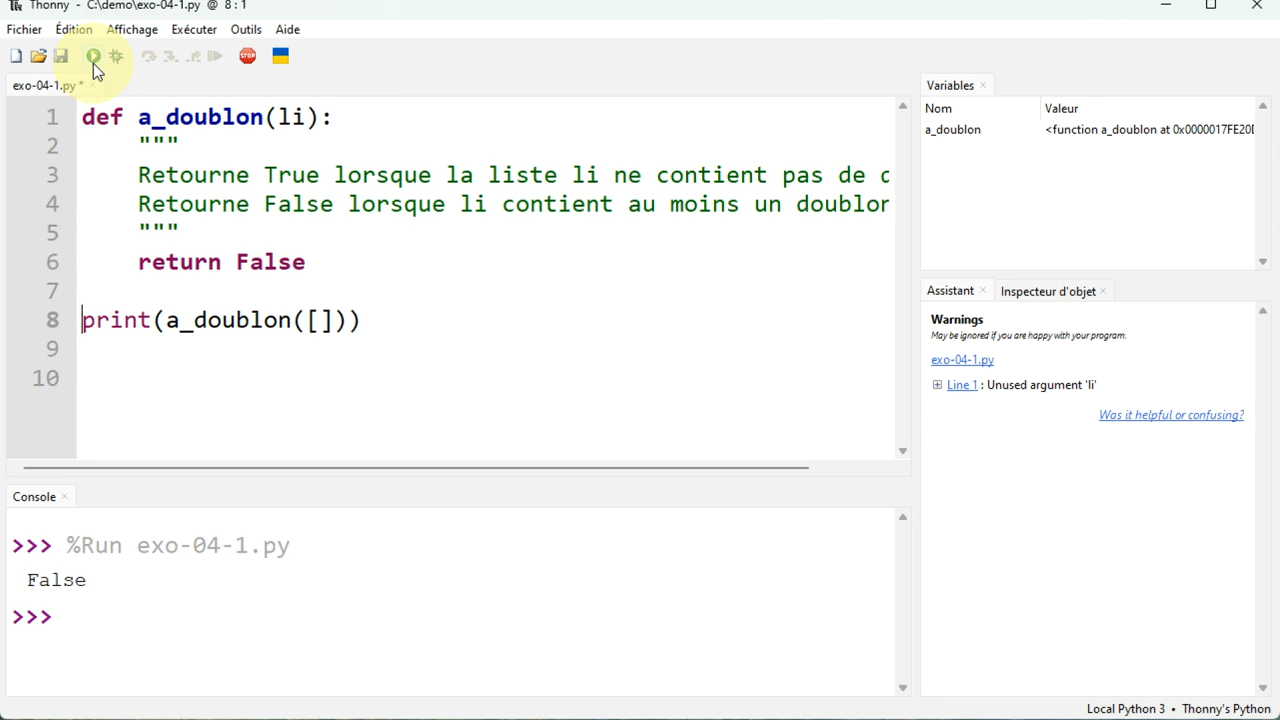 Thonny - C:\demo\exo-04-1.py @ 8:1
Fichier Édition Affichage Exécuter Outils Aide
STOP
exo-04-1.py *
1 def a_doublon(li):
2 """
3 Retourne True lorsque la liste li ne contient pas de
4 Retourne False lorsque li contient au moins un
5 """
6 return False
7
8 print(a_doublon([]))
9
10
Console
>>> %Run exo-04-1.py
False
>>>
Variables
Nom Valeur
a_doublon <function a_doublon at
Assistant Inspecteur d'objet
Warnings
May be ignored if you are happy with your program.
exo-04-1.py
Line 1 : Unused argument 'li'
Was it helpful or confusing?
Local Python 3 • Thonny's Python